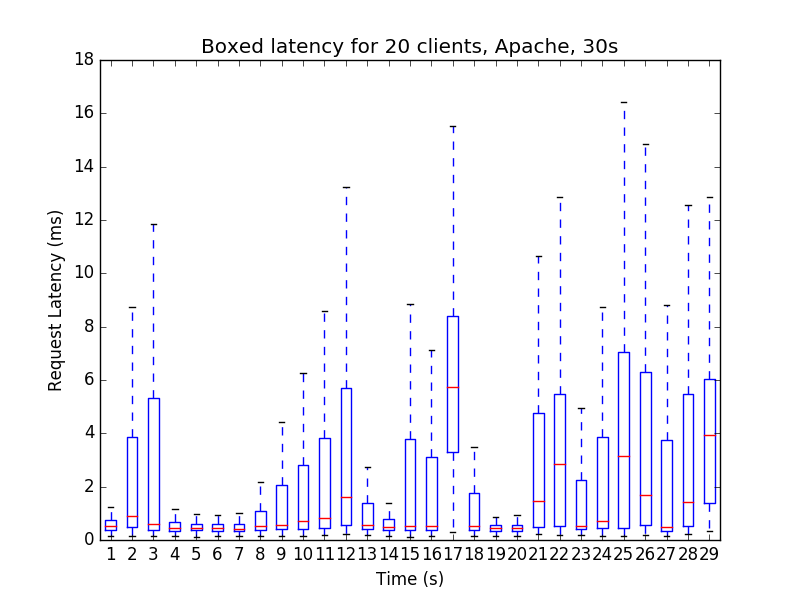 Boxed latency for 20 clients, Apache, 30s
18
16
14
12
10
8
6
4
2
0
Request Latency (ms)
1 2 3 4 5 6 7 8 9 10 11 12 13 14 15 16 17 18 19 20 21 22 23 24 25 26 27 28 29
Time (s)